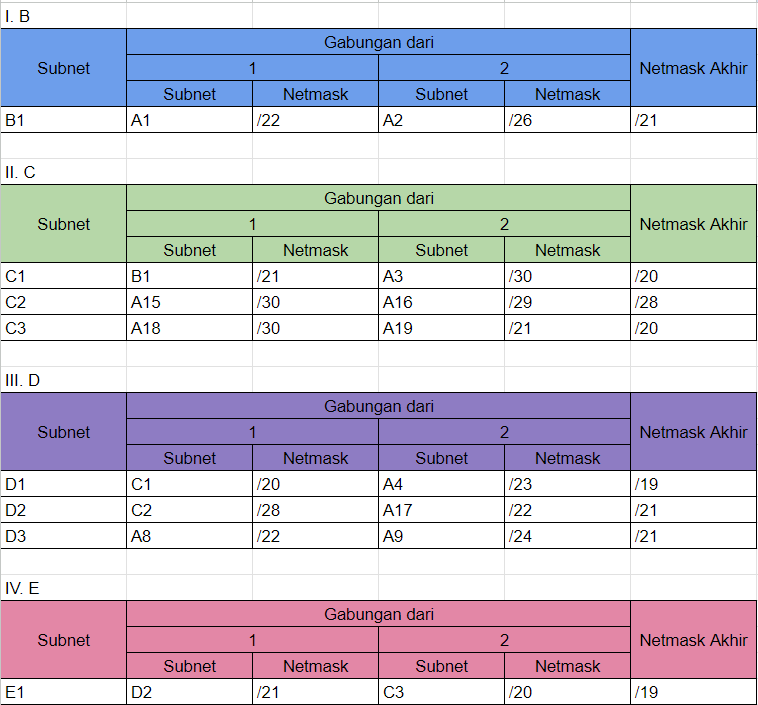 I. B
Subnet Gabungan dari Netmask Akhir
1 2
Subnet Netmask Subnet Netmask
B1 A1 /22 A2 /26 /21
II. C
Subnet Gabungan dari Netmask Akhir
1 2
Subnet Netmask Subnet Netmask
C1 B1 /21 A3 /30 /20
C2 A15 /30 A16 /29 /28
C3 A18 /30 A19 /21 /20
III. D
Subnet Gabungan dari Netmask Akhir
1 2
Subnet Netmask Subnet Netmask
D1 C1 /20 A4 /23 /19
D2 C2 /28 A17 /22 /21
D3 A8 /22 A9 /24 /21
IV. E
Subnet Gabungan dari Netmask Akhir
1 2
Subnet Netmask Subnet Netmask
E1 D2 /21 C3 /20 /19